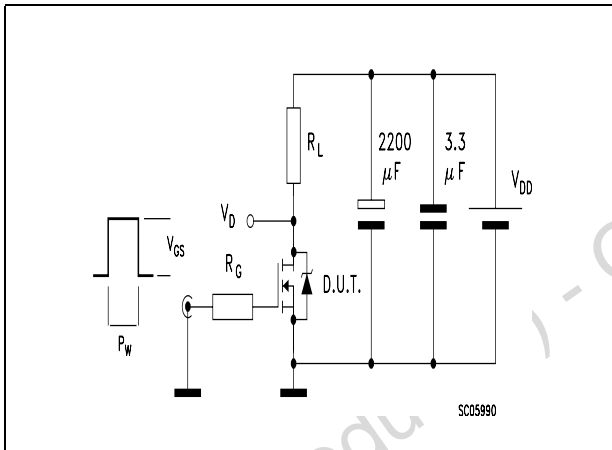 R_L
2200 μF
3.3 μF
V_DD
V_D
V_GS
R_G
D.U.T.
P_W
SC05990